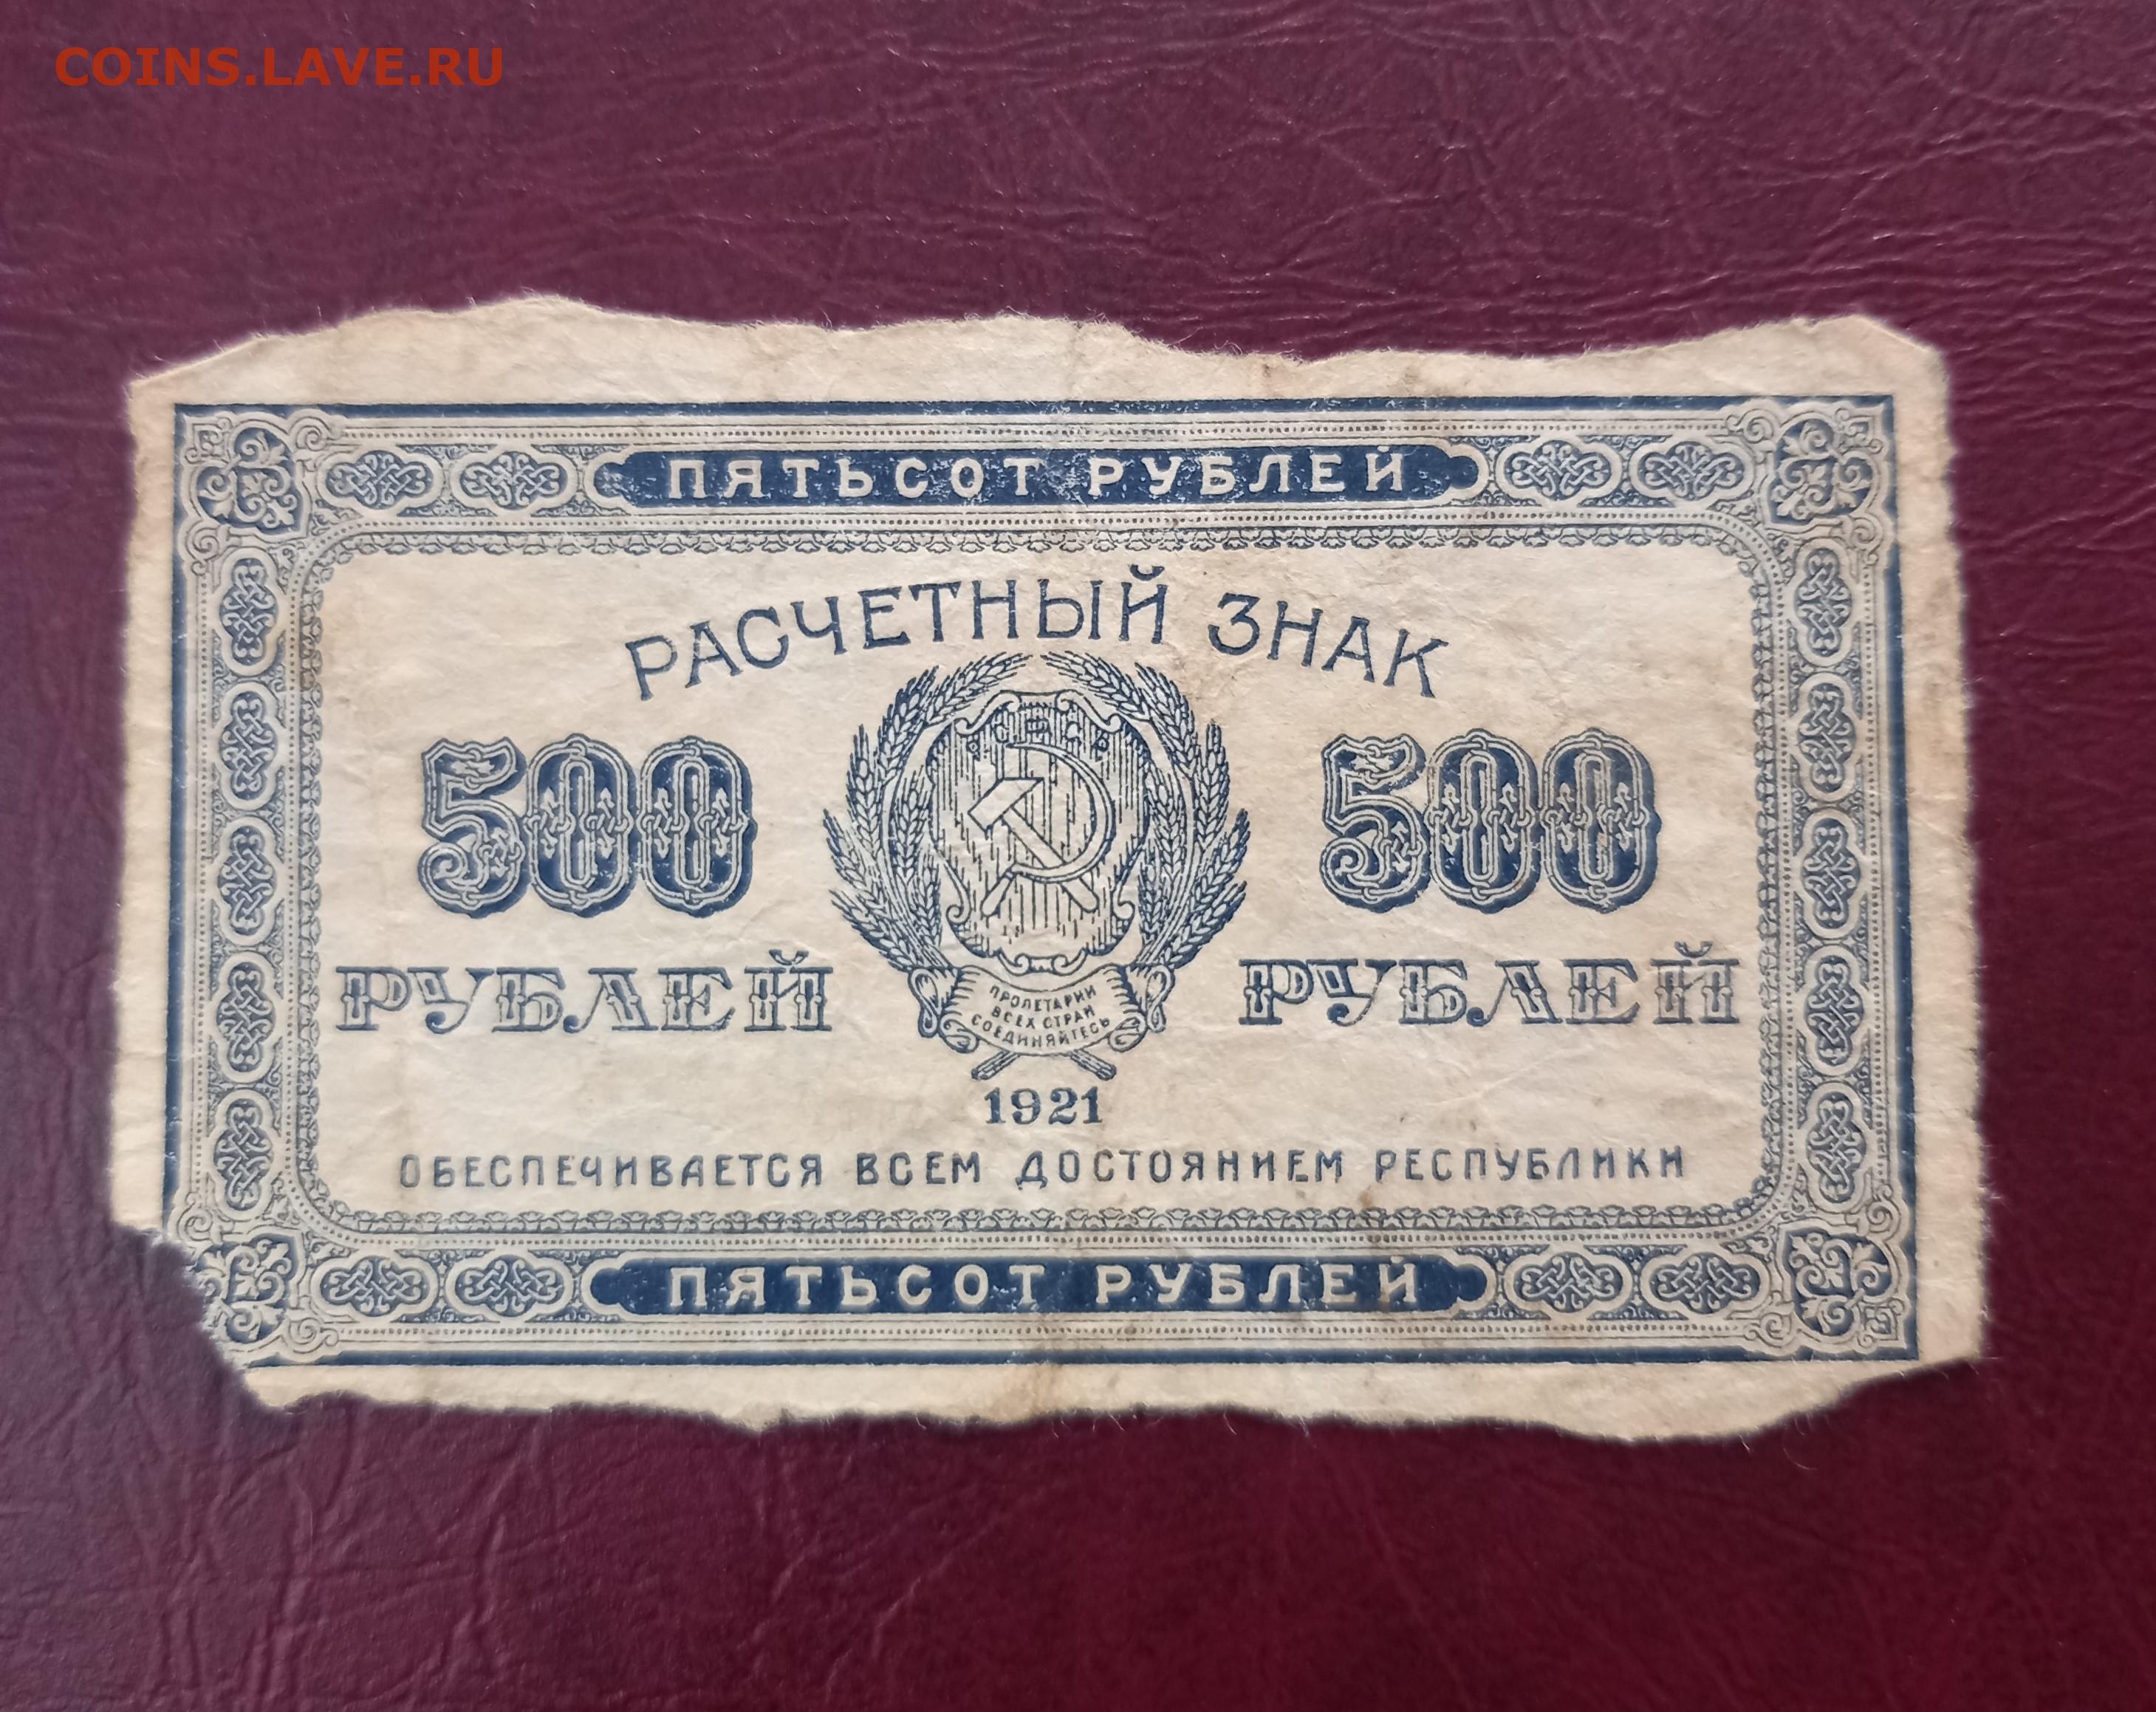 COINS.LAVE.RU
ПЯТЬСОТ РУБЛЕЙ
РАСЧЕТНЫЙ ЗНАК
500 500
РУБЛЕЙ РУБЛЕЙ
ПРОЛЕТАРИИ
ВСЕХ СТРАН
СОЕДИНЯЙТЕСЬ
1921
ОБЕСПЕЧИВАЕТСЯ ВСЕМ ДОСТОЯНИЕМ РЕСПУБЛИКИ
ПЯТЬСОТ РУБЛЕЙ